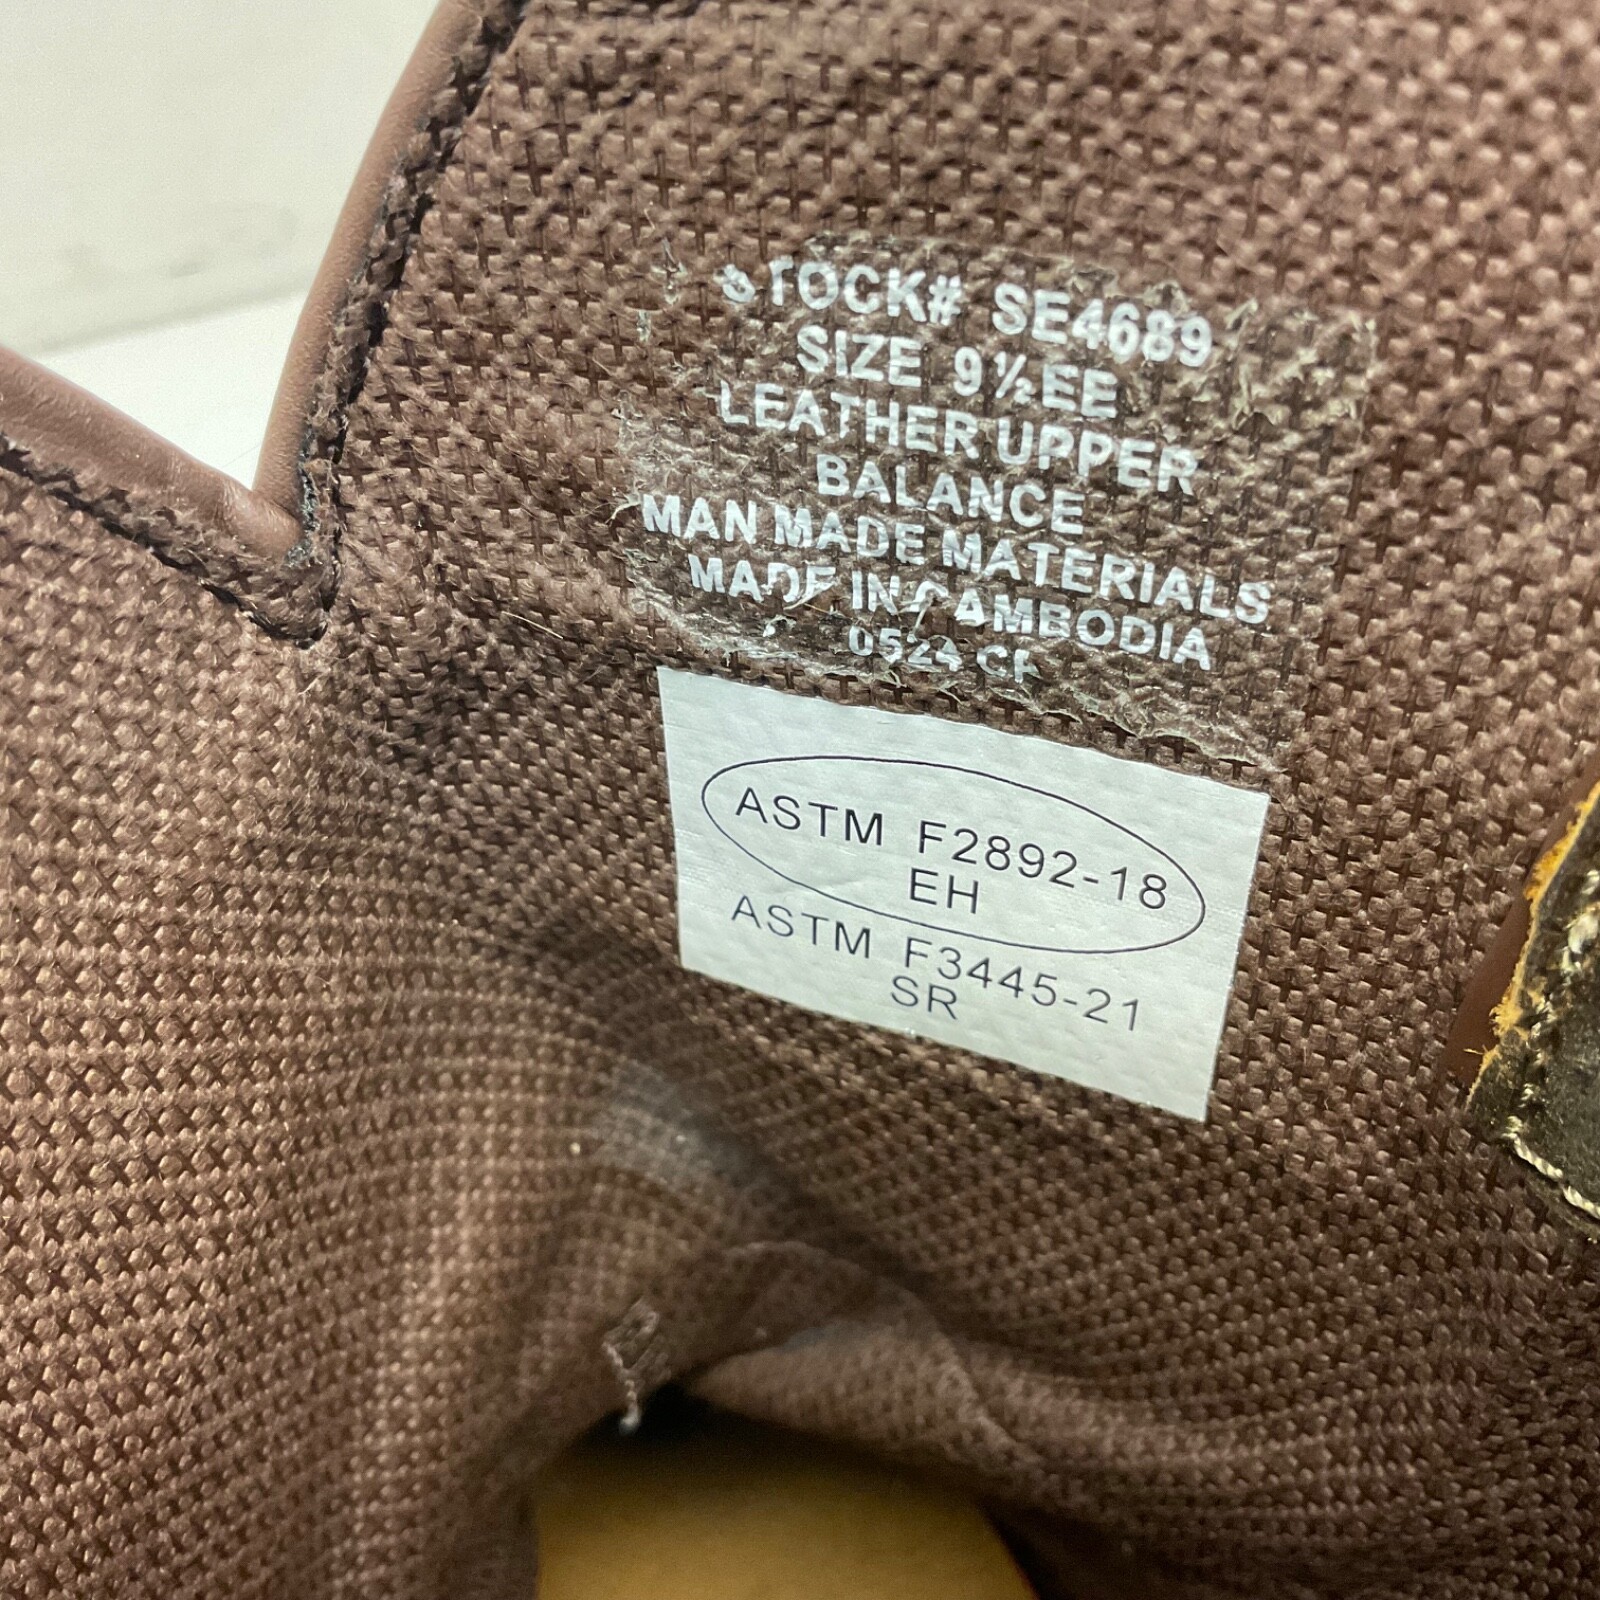 STOCK# SE4689
SIZE 9½EE
LEATHER UPPER
BALANCE
MAN MADE MATERIALS
MADE IN CAMBODIA
0524
ASTM F2892-18
EH
ASTM F3445-21
SR